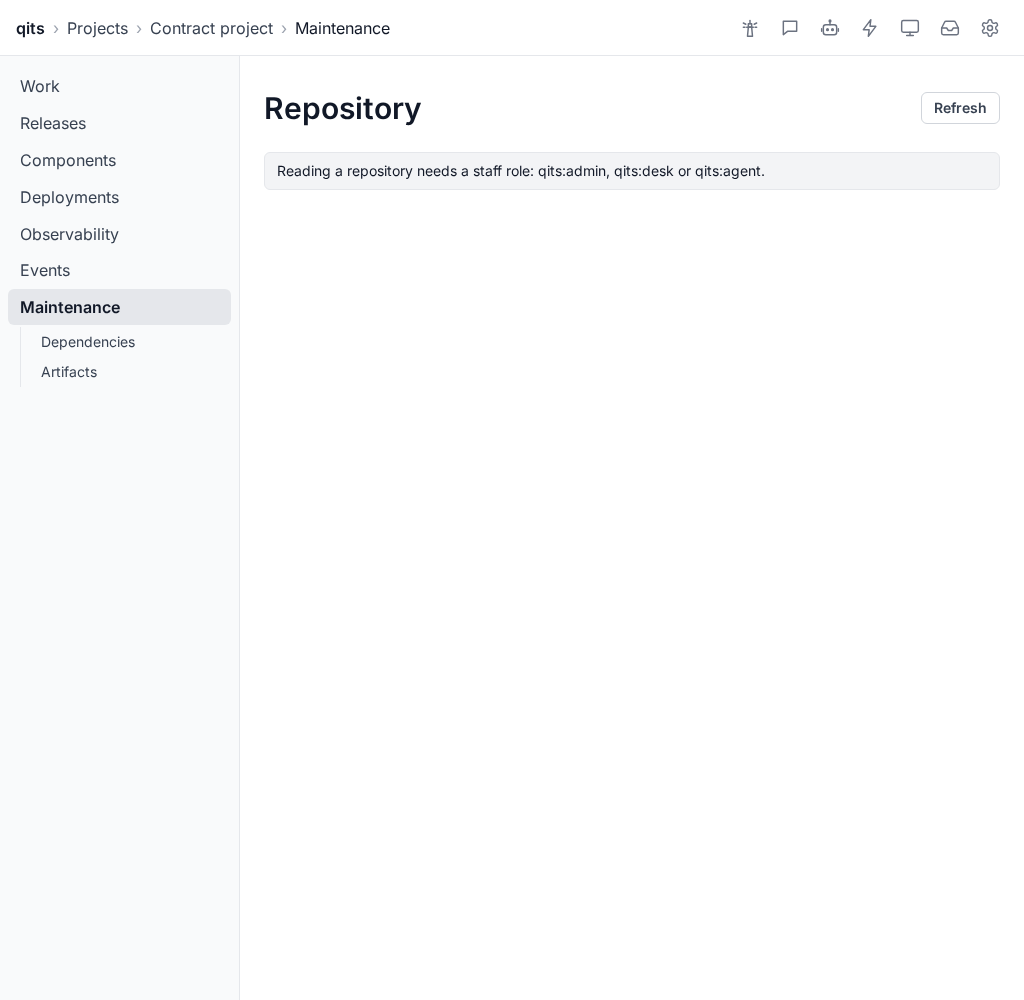 qits › Projects › Contract project › Maintenance
Work
Releases
Components
Deployments
Observability
Events
Maintenance
Dependencies
Artifacts
Repository
Refresh
Reading a repository needs a staff role: qits:admin, qits:desk or qits:agent.